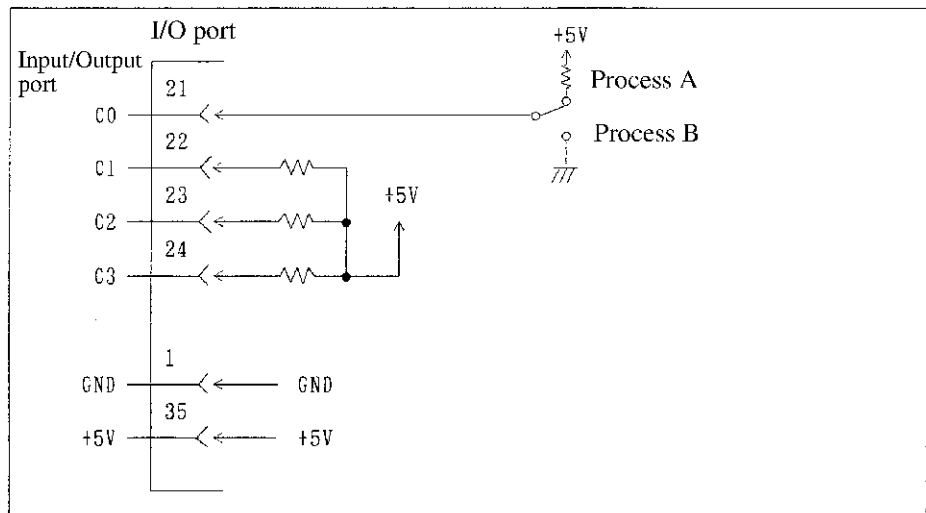 I/O port
Input/Output
port
+5V
Process A
21
C0
Process B
22
C1
+5V
23
C2
24
C3
1
GND
GND
35
+5V
+5V